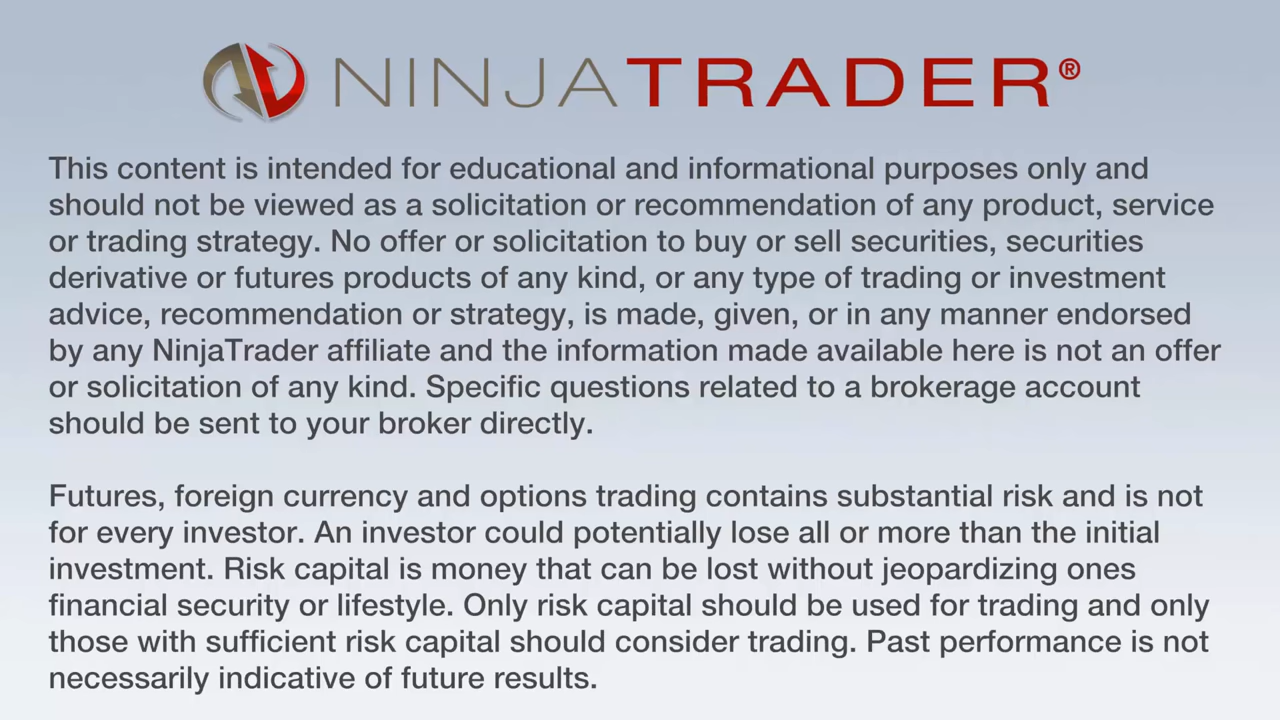 NINJATRADER®
This content is intended for educational and informational purposes only and
should not be viewed as a solicitation or recommendation of any product, service
or trading strategy. No offer or solicitation to buy or sell securities, securities
derivative or futures products of any kind, or any type of trading or investment
advice, recommendation or strategy, is made, given, or in any manner endorsed
by any NinjaTrader affiliate and the information made available here is not an offer
or solicitation of any kind. Specific questions related to a brokerage account
should be sent to your broker directly.
Futures, foreign currency and options trading contains substantial risk and is not
for every investor. An investor could potentially lose all or more than the initial
investment. Risk capital is money that can be lost without jeopardizing ones
financial security or lifestyle. Only risk capital should be used for trading and only
those with sufficient risk capital should consider trading. Past performance is not
necessarily indicative of future results.